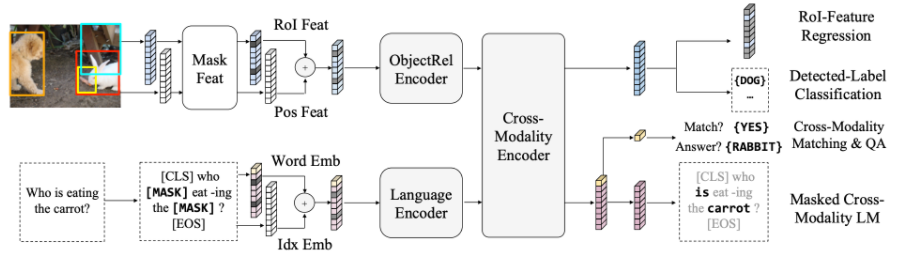 RoI Feat
Mask
Feat
Pos Feat
ObjectRel
Encoder
Cross-
Modality
Encoder
RoI-Feature
Regression
{DOG}
...
Detected-Label
Classification
Match? {YES}
Answer? {RABBIT}
Cross-Modality
Matching & QA
Who is eating
the carrot?
[CLS] who
[MASK] eat -ing
the [MASK] ?
[EOS]
Word Emb
Idx Emb
Language
Encoder
[CLS] who
is eat -ing
the carrot ?
[EOS]
Masked Cross-
Modality LM